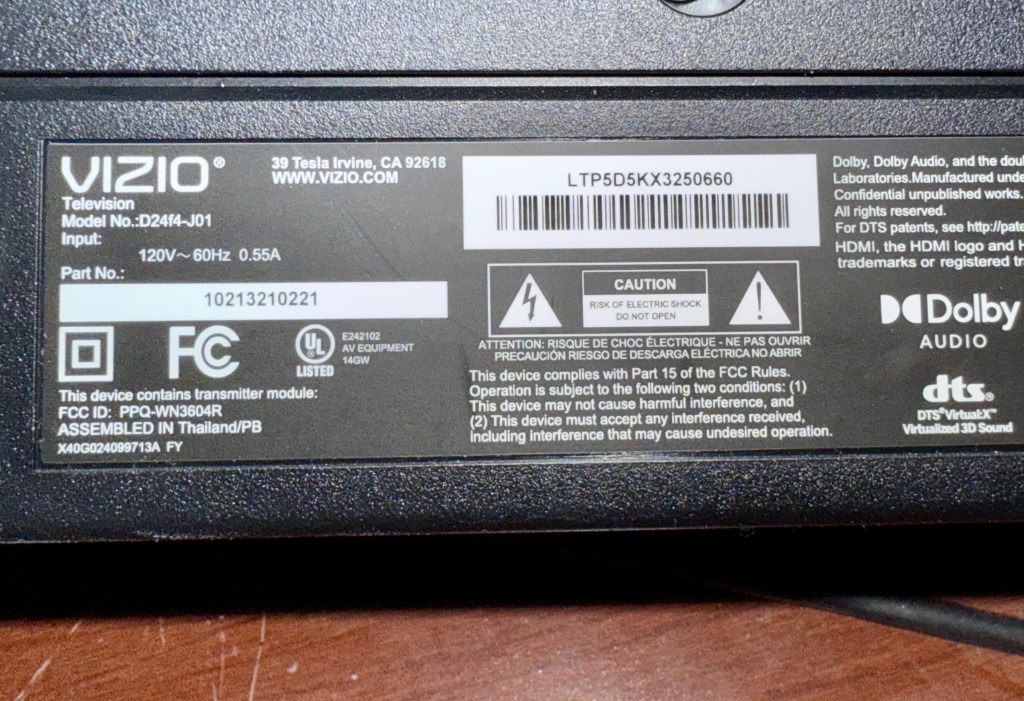 VIZIO®
Television
Model No.:D24f4-J01
Input:
120V～60Hz 0.55A
Part No.:
10213210221
39 Tesla Irvine, CA 92618
WWW.VIZIO.COM
FC
UL
LISTED
E242102
AV EQUIPMENT
14GW
This device contains transmitter module:
FCC ID: PPQ-WN3604R
ASSEMBLED IN Thailand/PB
X40G024099713A FY
LTP5D5KX3250660
CAUTION
RISK OF ELECTRIC SHOCK
DO NOT OPEN
ATTENTION: RISQUE DE CHOC ÉLECTRIQUE - NE PAS OUVRIR
PRECAUCIÓN RIESGO DE DESCARGA ELÉCTRICA NO ABRIR
This device complies with Part 15 of the FCC Rules.
Operation is subject to the following two conditions: (1)
This device may not cause harmful interference, and
(2) This device must accept any interference received,
including interference that may cause undesired operation.
Dolby, Dolby Audio, and the dou
Laboratories.Manufactured unde
Confidential unpublished works.
All rights reserved.
For DTS patents, see http://pate
HDMI, the HDMI logo and H
trademarks or registered tr
Dolby
AUDIO
dts®
DTS®Virtual:X™
Virtualized 3D Sound